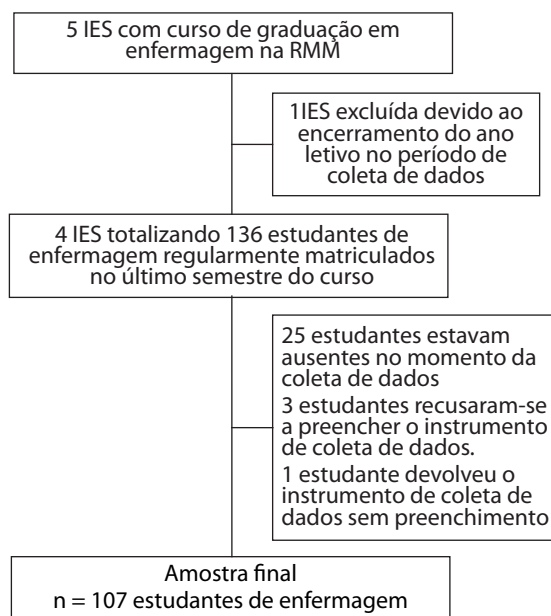 5 IES com curso de graduação em
enfermagem na RMM
1IES excluída devido ao
encerramento do ano
letivo no período de
coleta de dados
4 IES totalizando 136 estudantes de
enfermagem regularmente matriculados
no último semestre do curso
25 estudantes estavam
ausentes no momento da
coleta de dados
3 estudantes recusaram-se
a preencher o instrumento
de coleta de dados.
1 estudante devolveu o
instrumento de coleta de
dados sem preenchimento
Amostra final
n = 107 estudantes de enfermagem